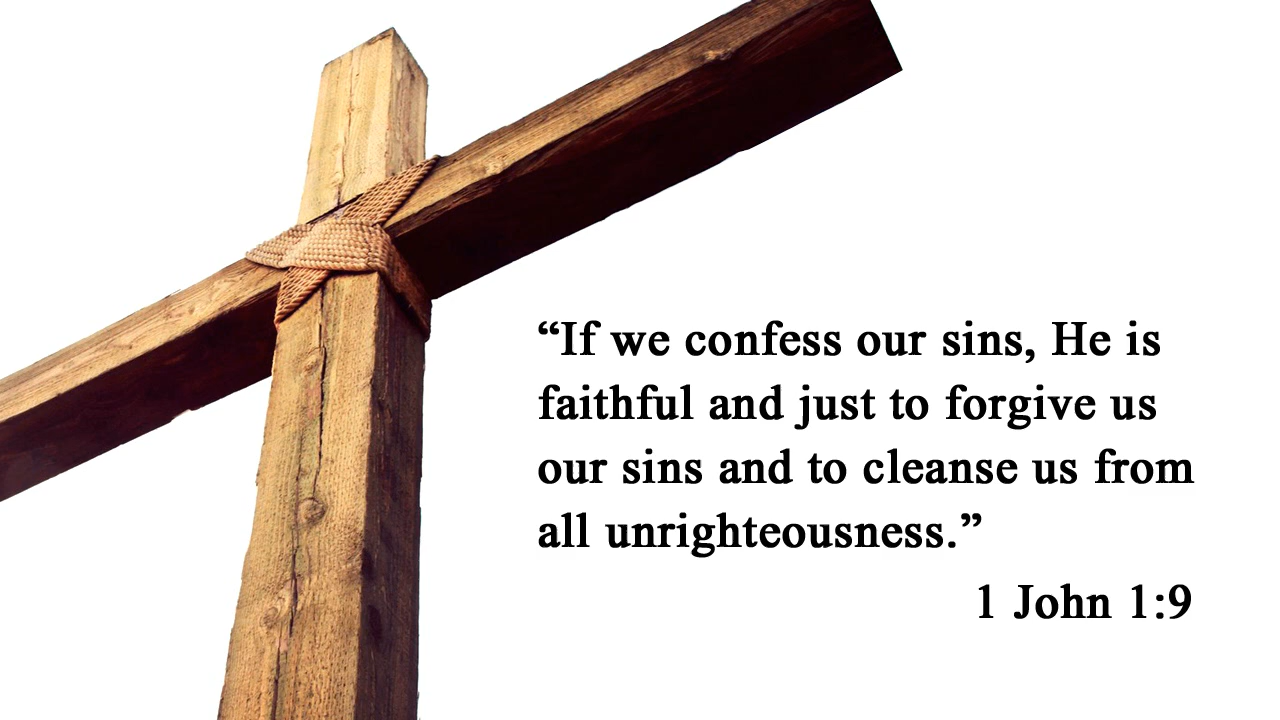 “If we confess our sins, He is
faithful and just to forgive us
our sins and to cleanse us from
all unrighteousness.”
1 John 1:9